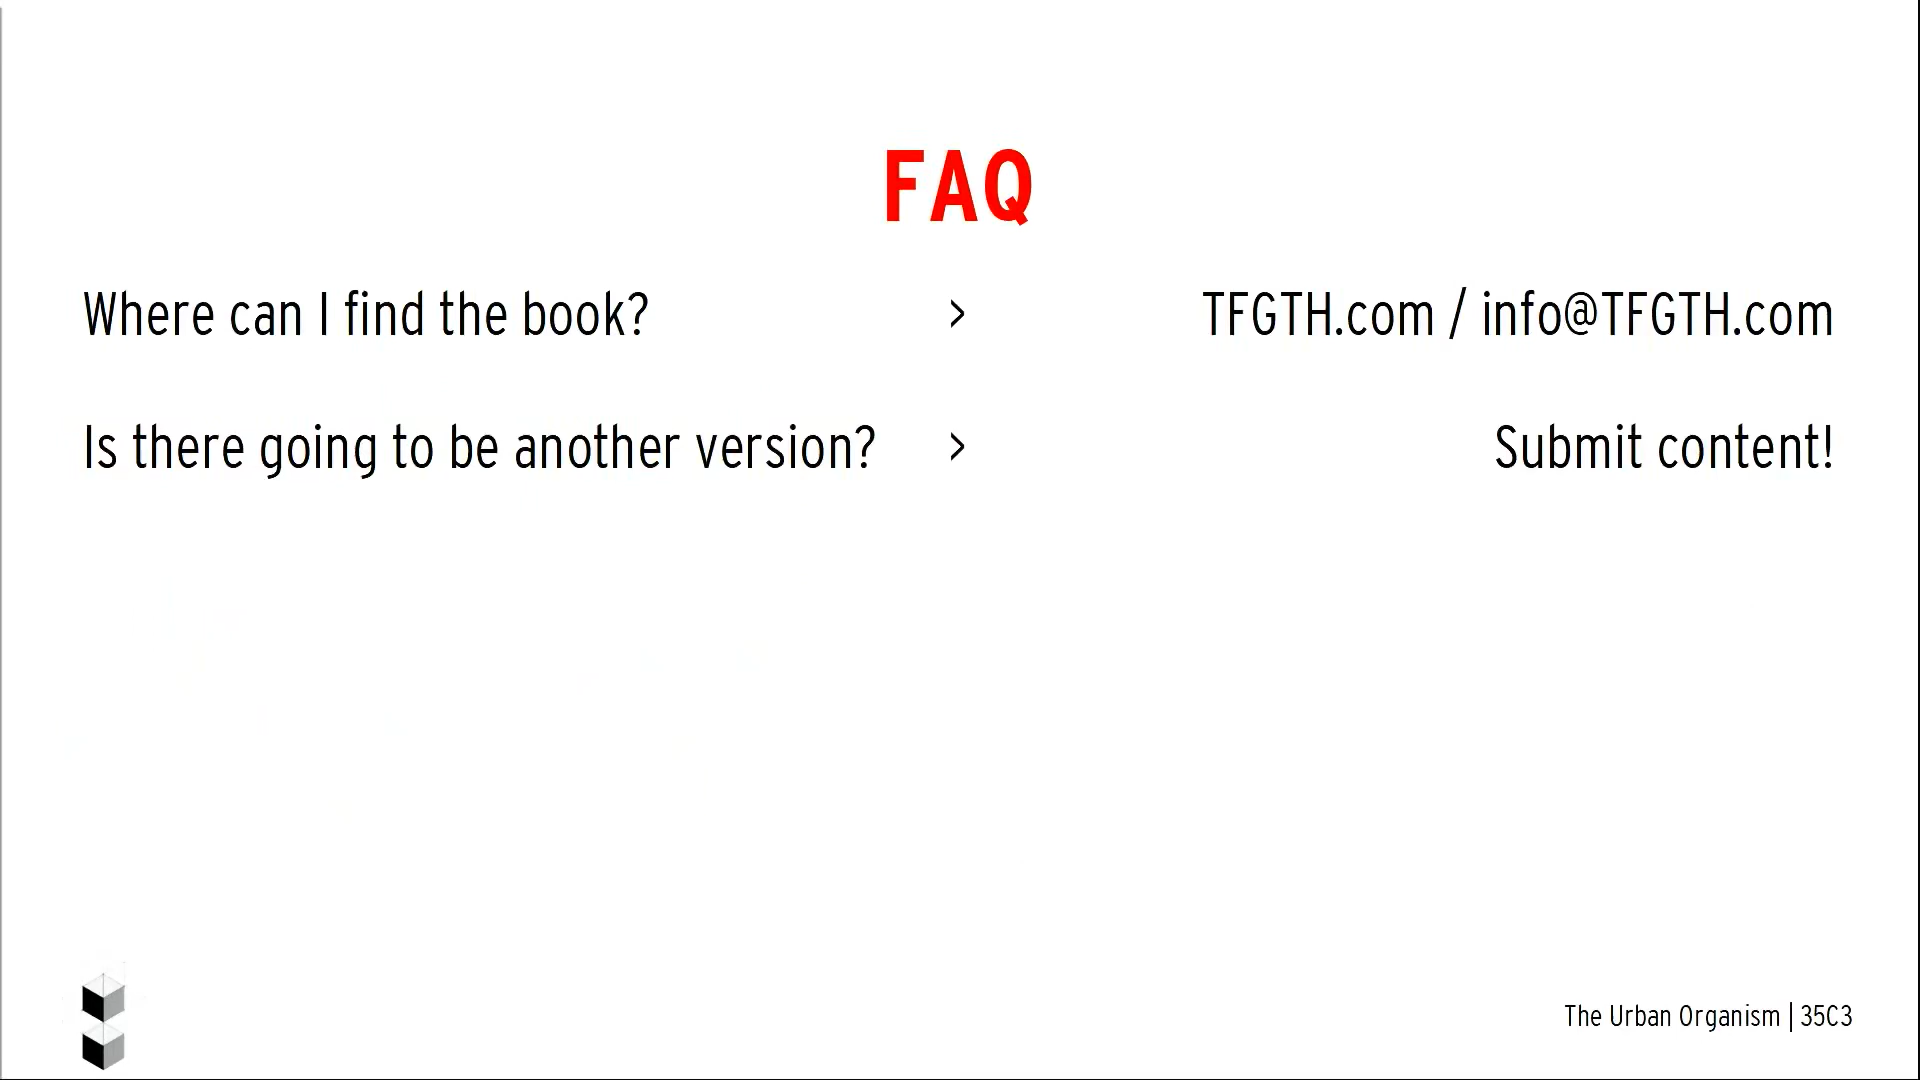 FAQ
Where can I find the book? > TFGTH.com / info@TFGTH.com
Is there going to be another version? > Submit content!
The Urban Organism | 35C3